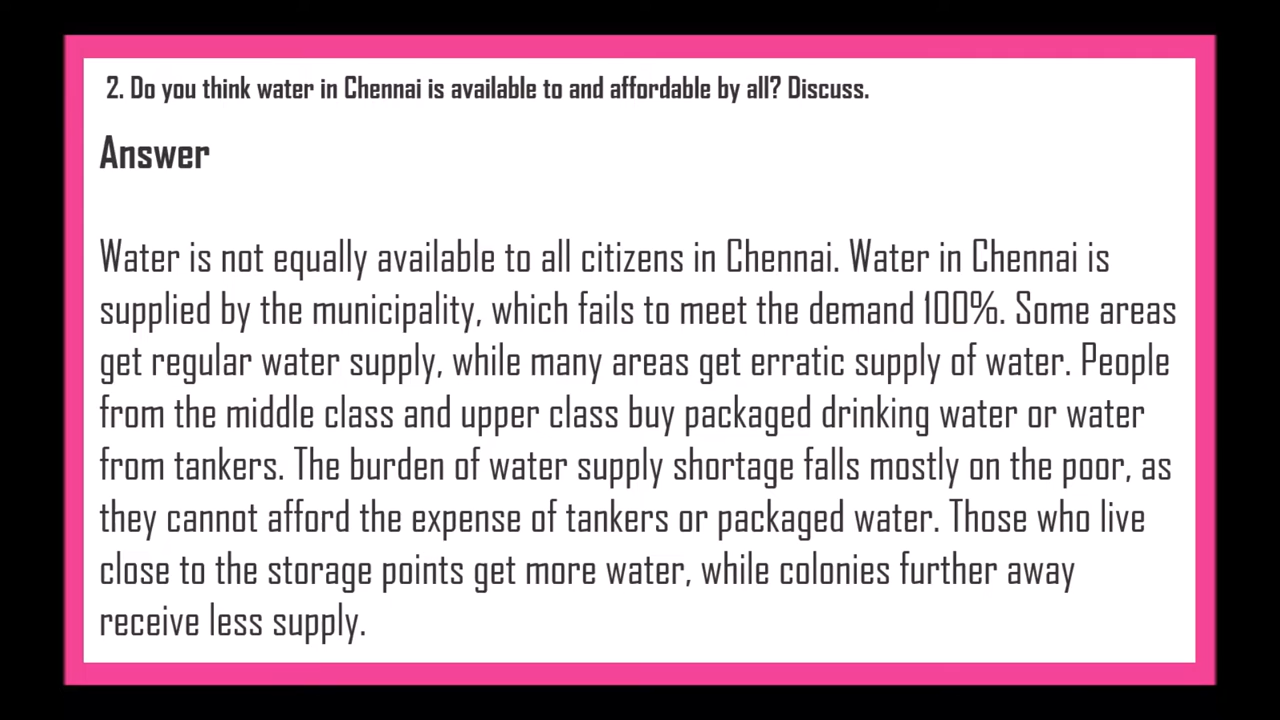 2. Do you think water in Chennai is available to and affordable by all? Discuss.
Answer
Water is not equally available to all citizens in Chennai. Water in Chennai is
supplied by the municipality, which fails to meet the demand 100%. Some areas
get regular water supply, while many areas get erratic supply of water. People
from the middle class and upper class buy packaged drinking water or water
from tankers. The burden of water supply shortage falls mostly on the poor, as
they cannot afford the expense of tankers or packaged water. Those who live
close to the storage points get more water, while colonies further away
receive less supply.